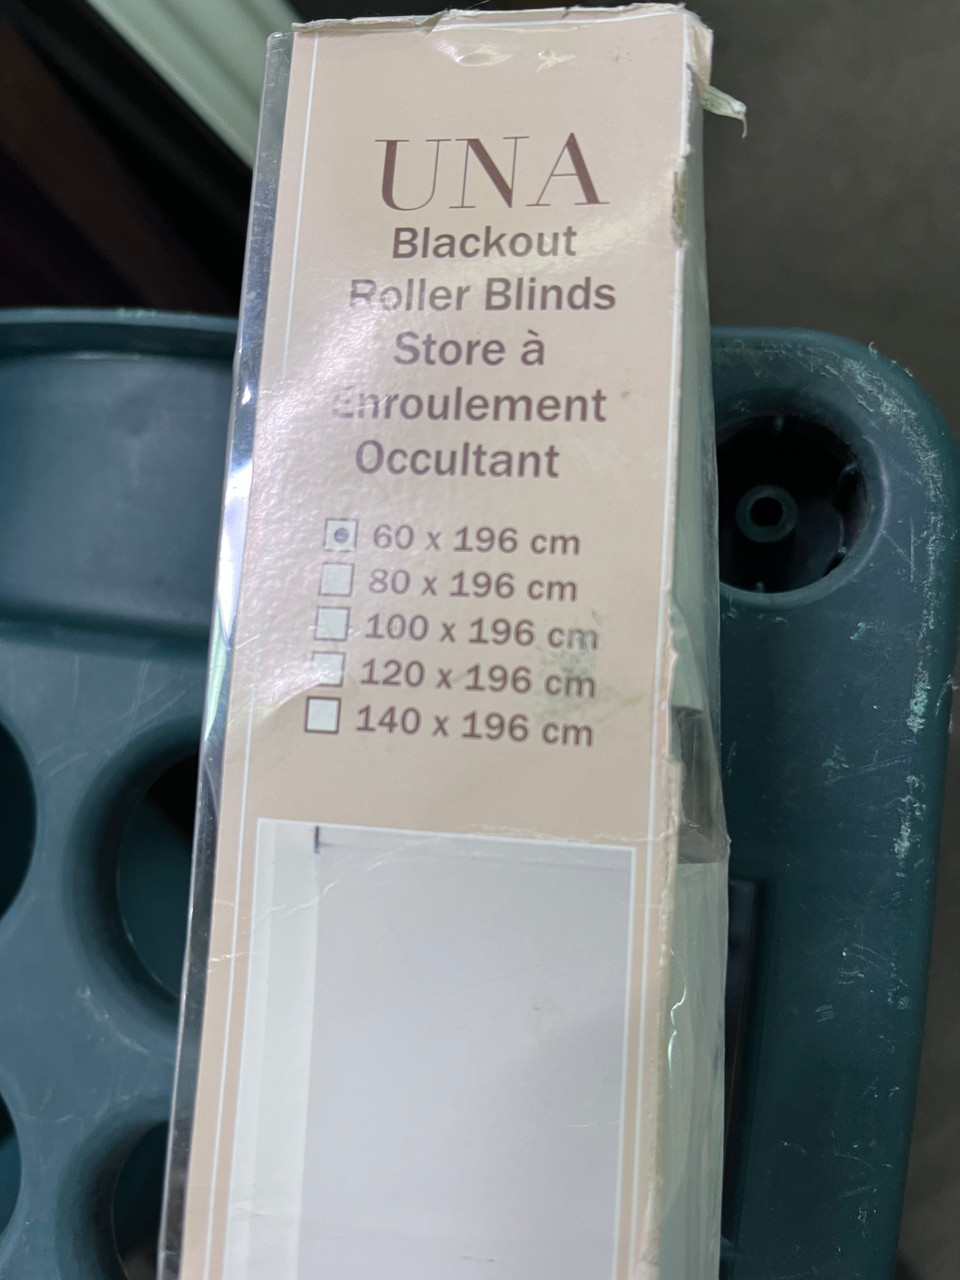 UNA
Blackout
Roller Blinds
Store à
Enroulement
Occultant
60 x 196 cm
80 x 196 cm
100 x 196 cm
120 x 196 cm
140 x 196 cm